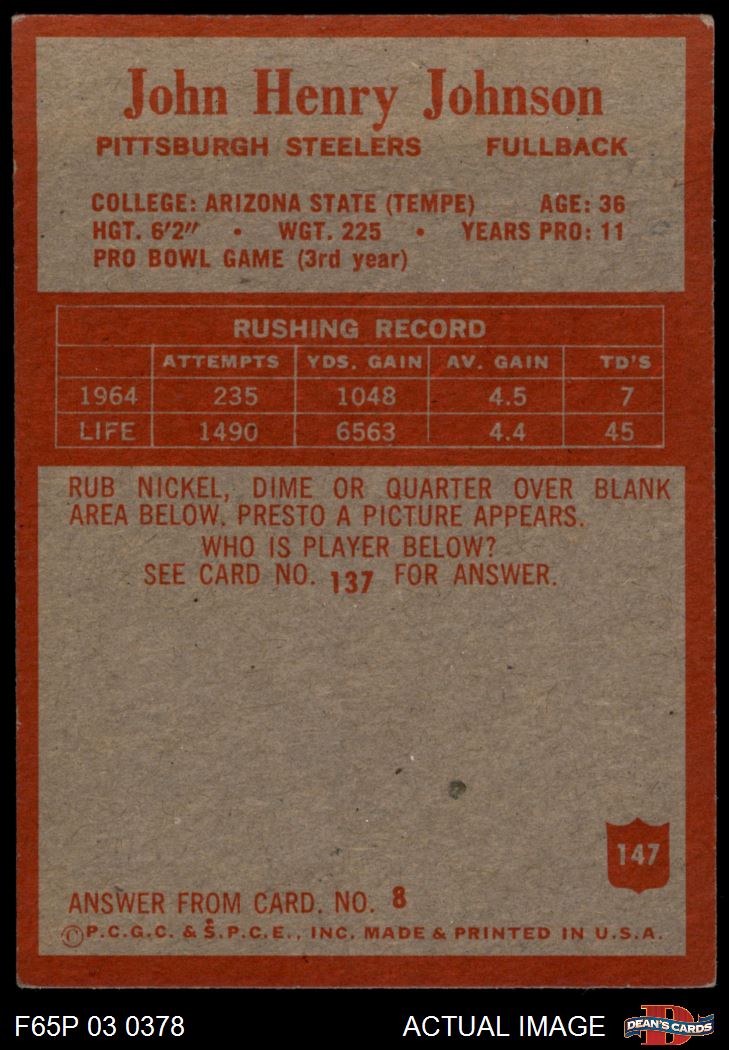 John Henry Johnson
PITTSBURGH STEELERS FULLBACK
COLLEGE: ARIZONA STATE (TEMPE) AGE: 36
HGT. 6'2" • WGT. 225 • YEARS PRO: 11
PRO BOWL GAME (3rd year)
RUSHING RECORD
ATTEMPTS YDS. GAIN AV. GAIN TD'S
1964 235 1048 4.5 7
LIFE 1490 6563 4.4 45
RUB NICKEL, DIME OR QUARTER OVER BLANK
AREA BELOW. PRESTO A PICTURE APPEARS.
WHO IS PLAYER BELOW?
SEE CARD NO. 137 FOR ANSWER.
147
ANSWER FROM CARD. NO. 8
©P.C.G.C. & S.P.C.E., INC. MADE & PRINTED IN U.S.A.
F65P 03 0378 ACTUAL IMAGE
D
DEAN'S CARDS